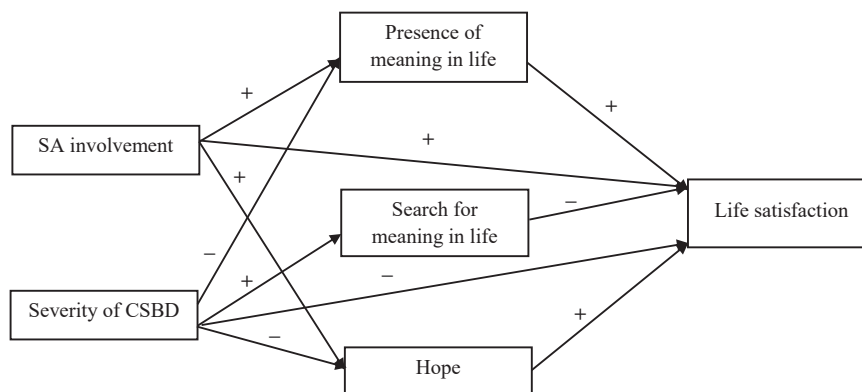 Presence of
meaning in life
+
+
SA involvement
+
+
Search for
meaning in life
−
Life satisfaction
−
+
−
Severity of CSBD
−
+
Hope